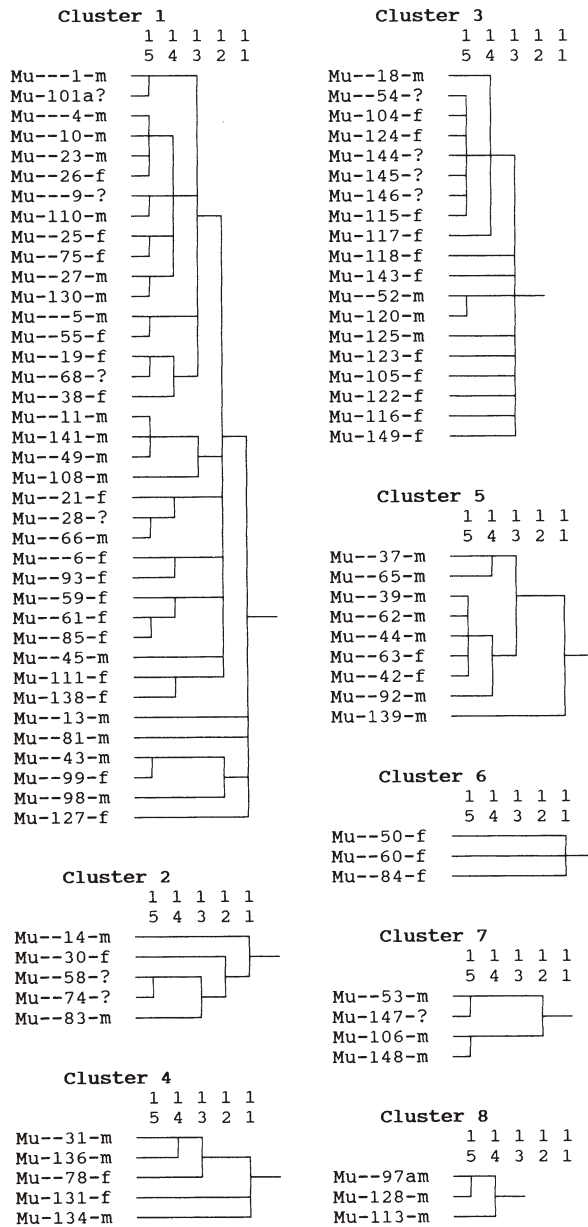 Cluster 1
1 1 1 1 1
5 4 3 2 1
Mu---1-m
Mu-101a?
Mu---4-m
Mu--10-m
Mu--23-m
Mu--26-f
Mu---9-?
Mu-110-m
Mu--25-f
Mu--75-f
Mu--27-m
Mu-130-m
Mu---5-m
Mu--55-f
Mu--19-f
Mu--68-?
Mu--38-f
Mu--11-m
Mu-141-m
Mu--49-m
Mu-108-m
Mu--21-f
Mu--28-?
Mu--66-m
Mu---6-f
Mu--93-f
Mu--59-f
Mu--61-f
Mu--85-f
Mu--45-m
Mu-111-f
Mu-138-f
Mu--13-m
Mu--81-m
Mu--43-m
Mu--99-f
Mu--98-m
Mu-127-f
Cluster 2
1 1 1 1 1
5 4 3 2 1
Mu--14-m
Mu--30-f
Mu--58-?
Mu--74-?
Mu--83-m
Cluster 4
1 1 1 1 1
5 4 3 2 1
Mu--31-m
Mu-136-m
Mu--78-f
Mu-131-f
Mu-134-m
Cluster 3
1 1 1 1 1
5 4 3 2 1
Mu--18-m
Mu--54-?
Mu-104-f
Mu-124-f
Mu-144-?
Mu-145-?
Mu-146-?
Mu-115-f
Mu-117-f
Mu-118-f
Mu-143-f
Mu--52-m
Mu-120-m
Mu-125-m
Mu-123-f
Mu-105-f
Mu-122-f
Mu-116-f
Mu-149-f
Cluster 5
1 1 1 1 1
5 4 3 2 1
Mu--37-m
Mu--65-m
Mu--39-m
Mu--62-m
Mu--44-m
Mu--63-f
Mu--42-f
Mu--92-m
Mu-139-m
Cluster 6
1 1 1 1 1
5 4 3 2 1
Mu--50-f
Mu--60-f
Mu--84-f
Cluster 7
1 1 1 1 1
5 4 3 2 1
Mu--53-m
Mu-147-?
Mu-106-m
Mu-148-m
Cluster 8
1 1 1 1 1
5 4 3 2 1
Mu--97am
Mu-128-m
Mu-113-m